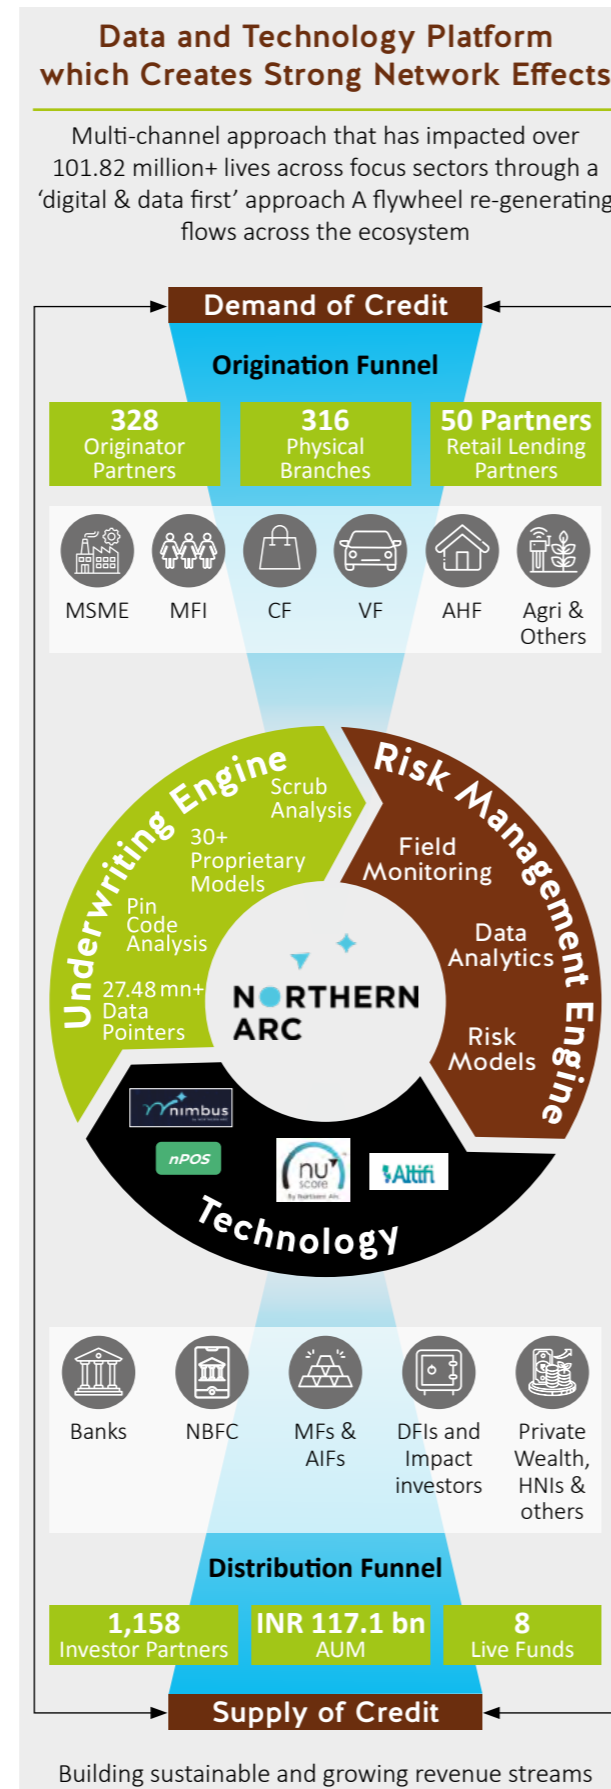 Data and Technology Platform
which Creates Strong Network Effects
Multi-channel approach that has impacted over
101.82 million+ lives across focus sectors through a
‘digital & data first’ approach A flywheel re-generating
flows across the ecosystem
Demand of Credit
Origination Funnel
328
Originator
Partners
316
Physical
Branches
50 Partners
Retail Lending
Partners
MSME
MFI
CF
VF
AHF
Agri &
Others
Underwriting Engine
Scrub
Analysis
30+
Proprietary
Models
Pin
Code
Analysis
27.48 mn+
Data
Pointers
Risk Management Engine
Field
Monitoring
Data
Analytics
Risk
Models
NORTHERN
ARC
nimbus
nPOS
nu
score
By Northern Arc
Altifi
Technology
Banks
NBFC
MFs &
AIFs
DFIs and
Impact
investors
Private
Wealth,
HNIs &
others
Distribution Funnel
1,158
Investor Partners
INR 117.1 bn
AUM
8
Live Funds
Supply of Credit
Building sustainable and growing revenue streams